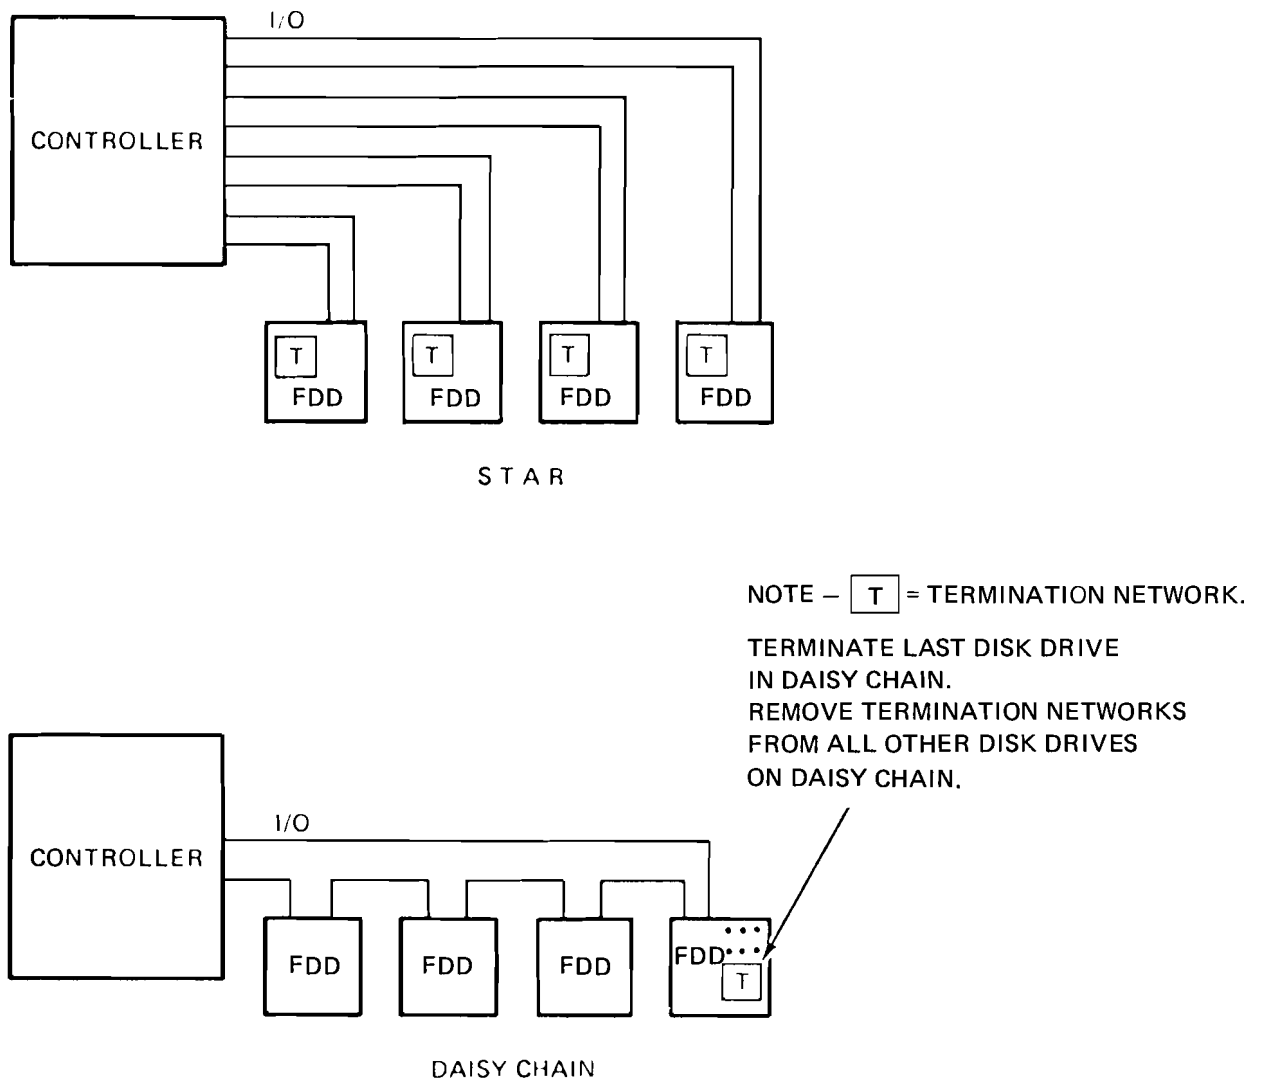 I/O
CONTROLLER
T
FDD
T
FDD
T
FDD
T
FDD
STAR
NOTE – T = TERMINATION NETWORK.
TERMINATE LAST DISK DRIVE
IN DAISY CHAIN.
REMOVE TERMINATION NETWORKS
FROM ALL OTHER DISK DRIVES
ON DAISY CHAIN.
I/O
CONTROLLER
FDD
FDD
FDD
FDD
T
DAISY CHAIN